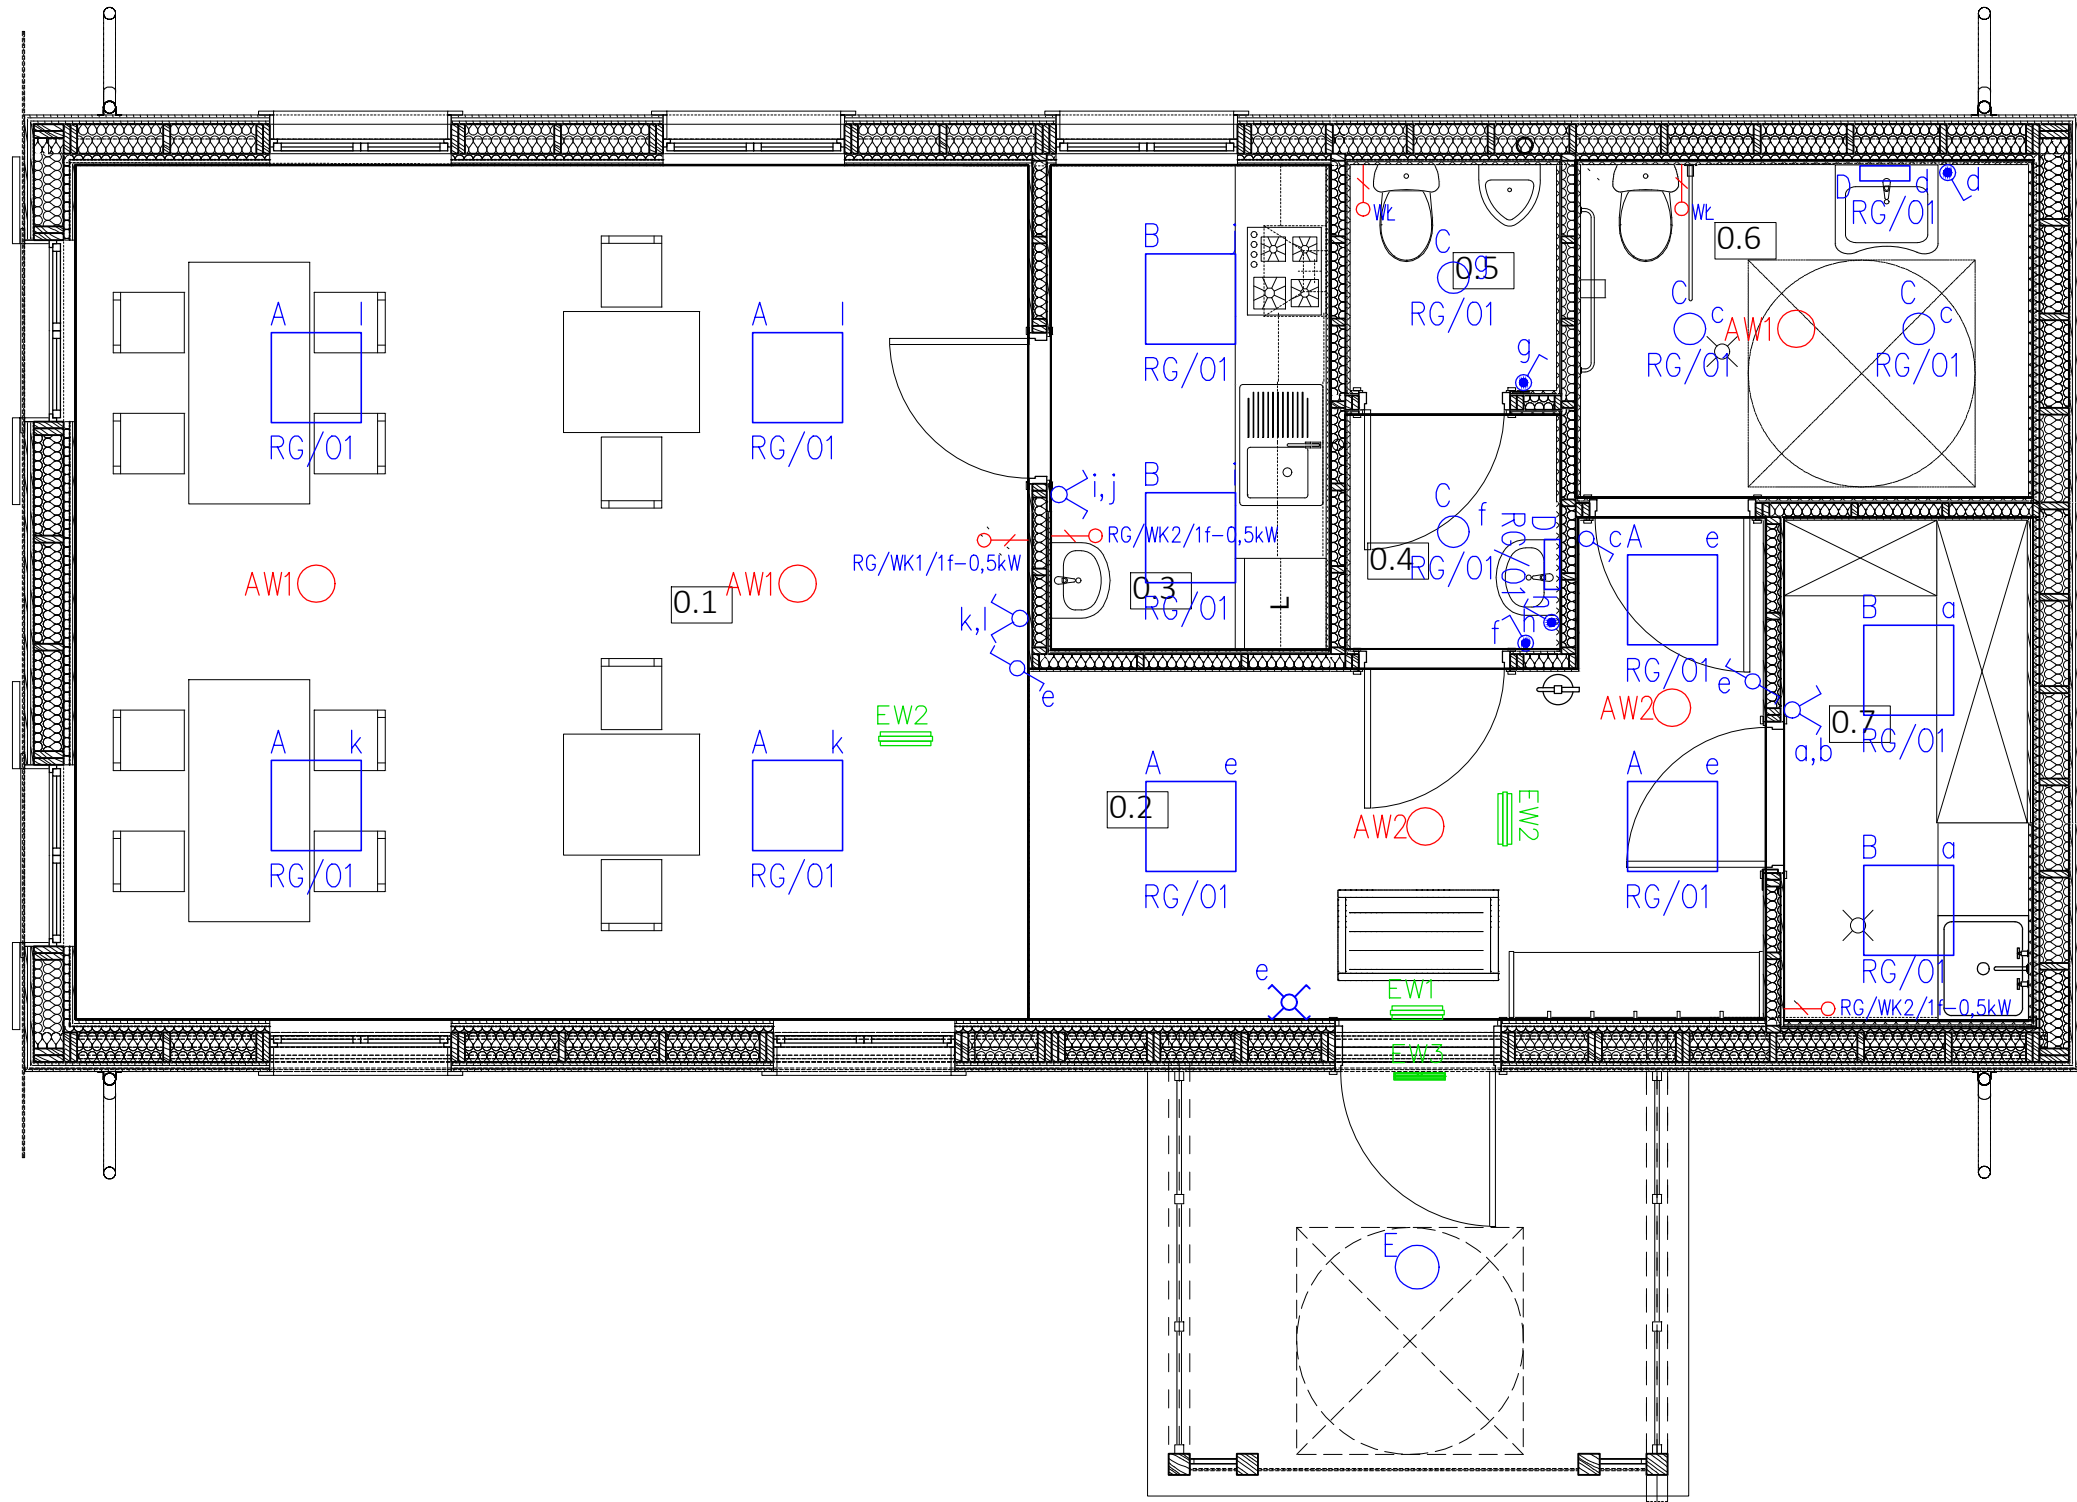 D d d
RG/01
WŁ WŁ
0.6
B j C
0.5 g
RG/01
C c AW1 C c
A l A l
RG/01 RG/01 RG/01
g
RG/01 RG/01
B i
i,j
C f
D
RG/01
RG/WK2/1f-0,5kW
RG/WK1/1f-0,5kW
c A e
0.4 RG/01
AW1 AW1 0.1
0.3
RG/01
k,l
f h
B a
e RG/01 e
AW2
EW2
0.7
RG/01
a,b
A k A k
A e A e
0.2
EW2
AW2
RG/01 RG/01 RG/01 RG/01
B a
e
EW1
RG/01
RG/WK2/1f-0,5kW
EW3
E